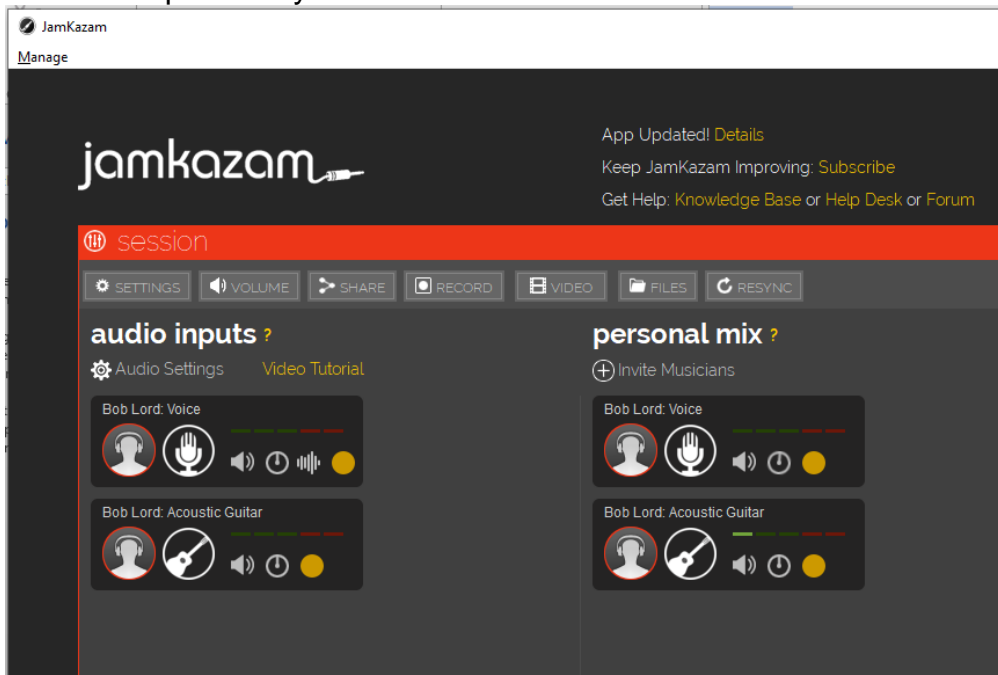 JamKazam
Manage
jamkazam
App Updated! Details
Keep JamKazam Improving: Subscribe
Get Help: Knowledge Base or Help Desk or Forum
session
SETTINGS VOLUME SHARE RECORD VIDEO FILES RESYNC
audio inputs ?
Audio Settings Video Tutorial
Bob Lord: Voice
Bob Lord: Acoustic Guitar
personal mix ?
Invite Musicians
Bob Lord: Voice
Bob Lord: Acoustic Guitar